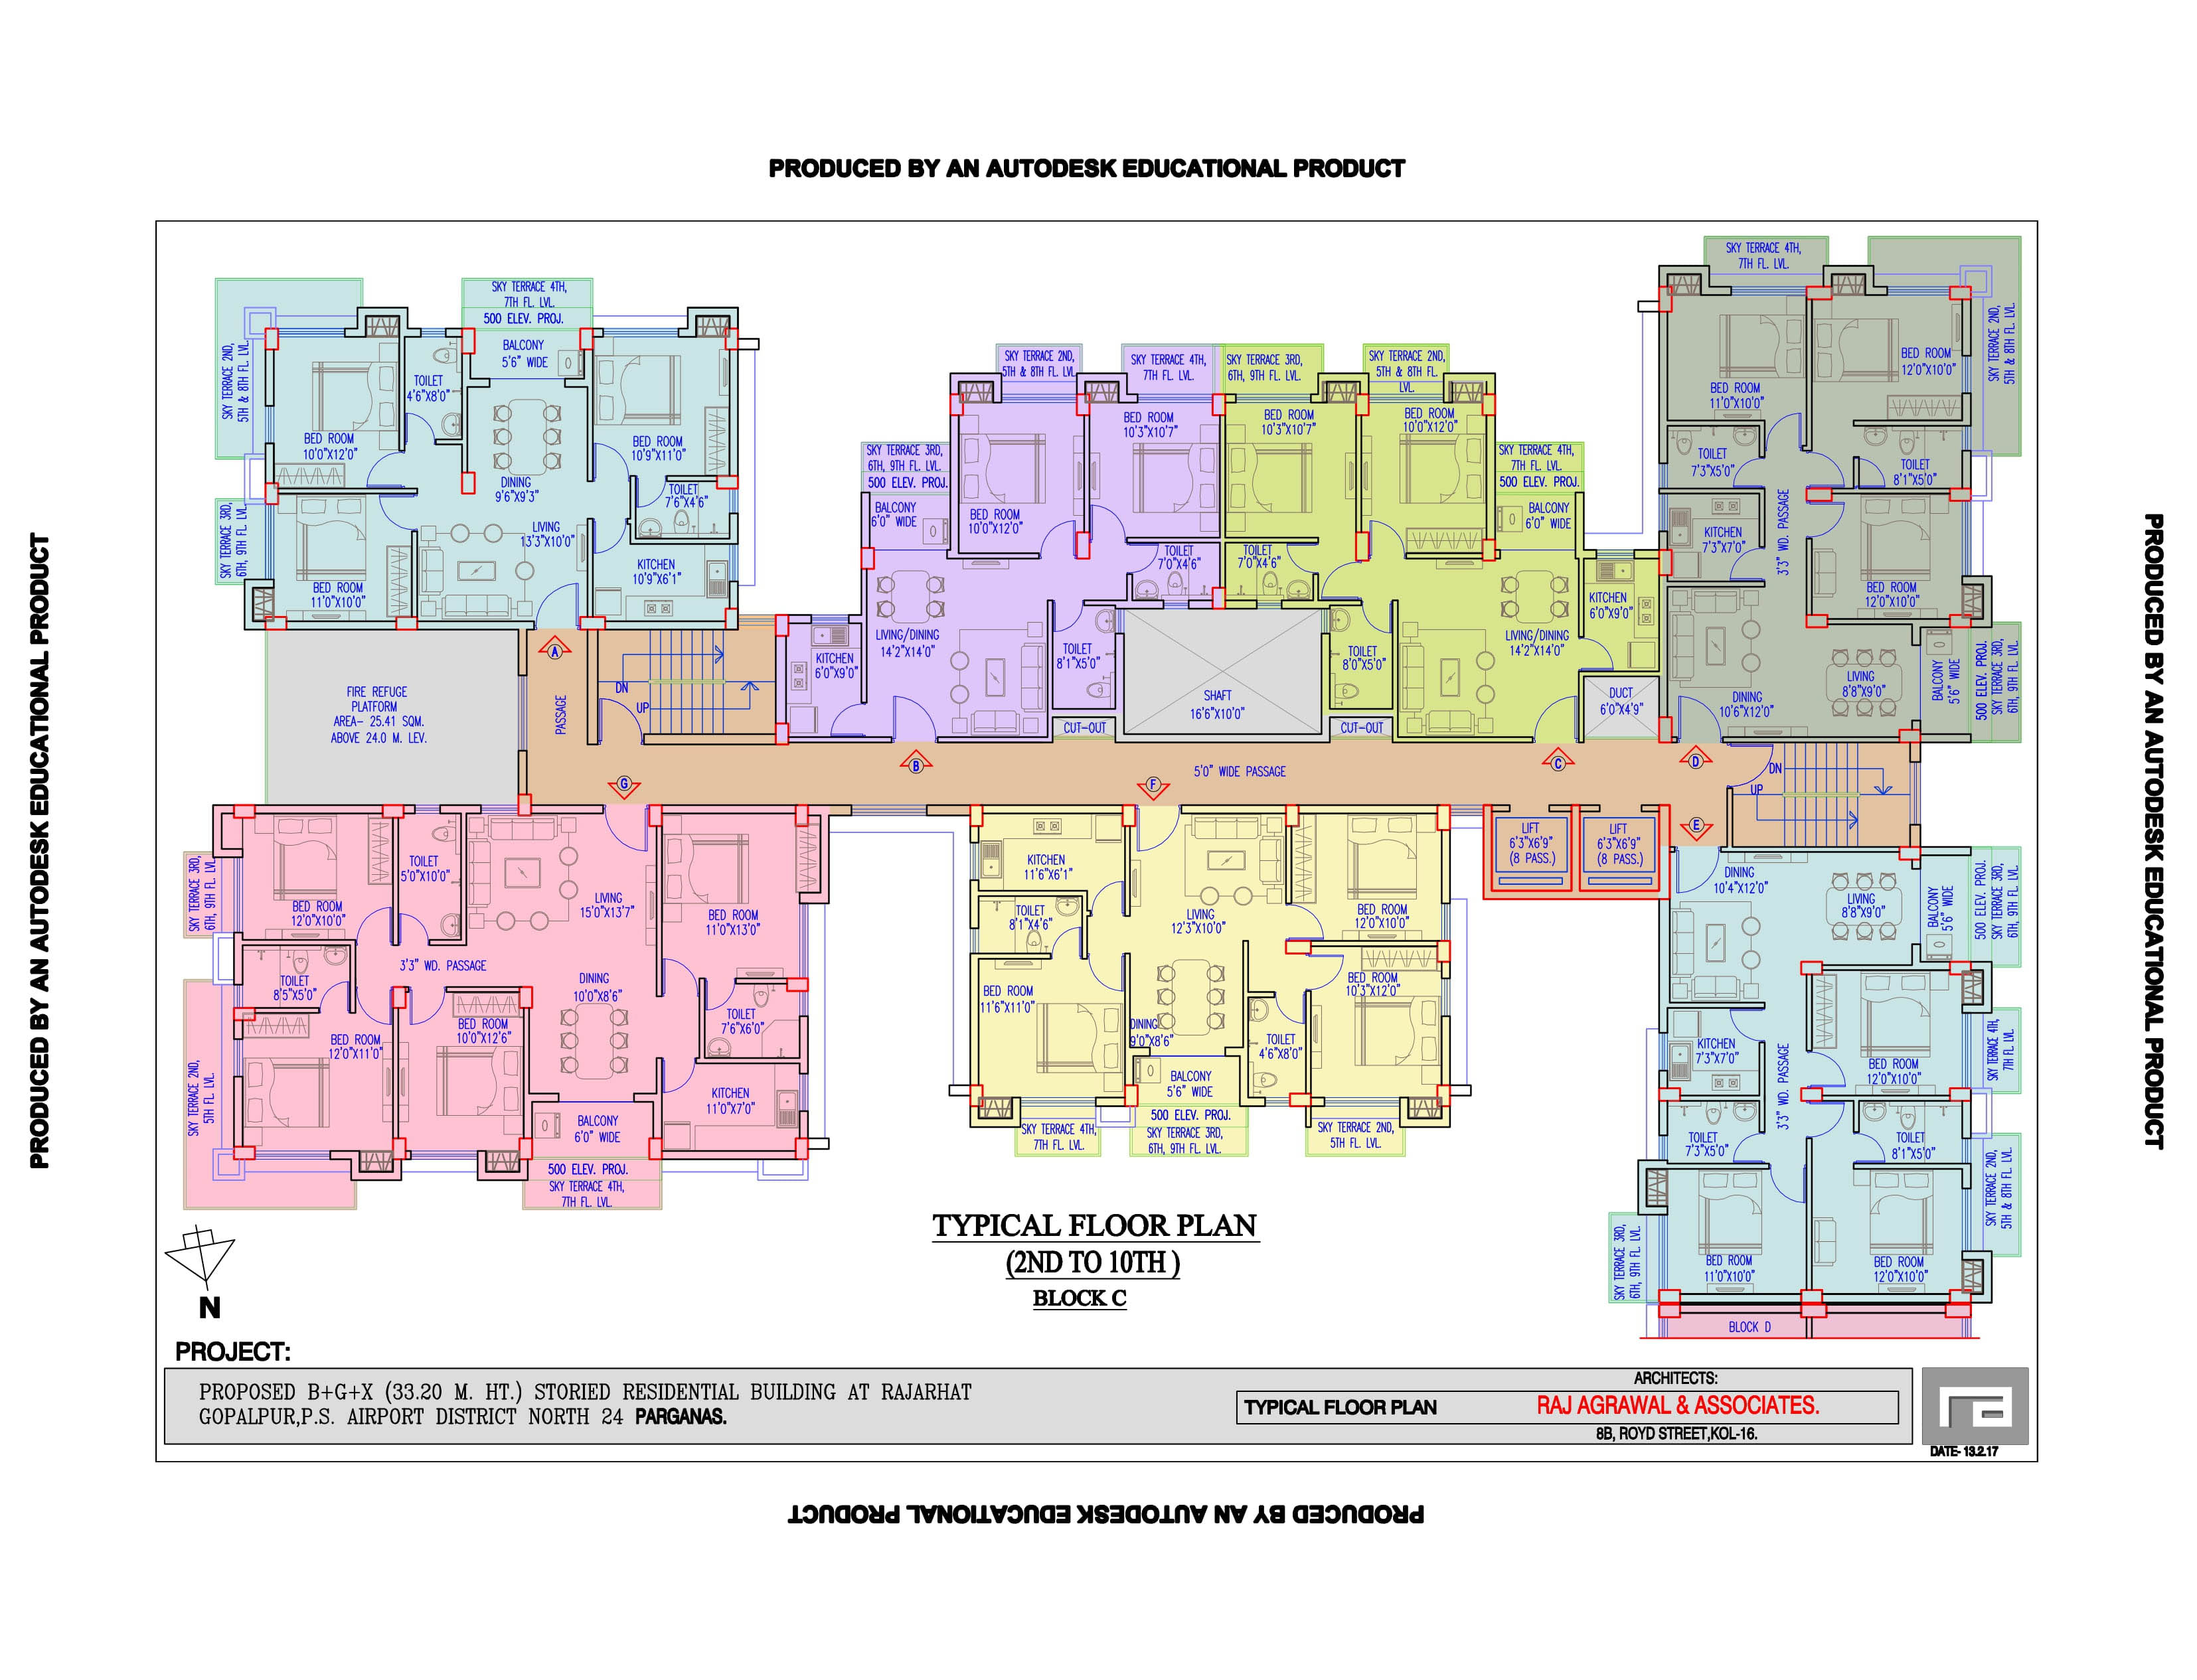 PRODUCED BY AN AUTODESK EDUCATIONAL PRODUCT
PRODUCED BY AN AUTODESK EDUCATIONAL PRODUCT
PRODUCED BY AN AUTODESK EDUCATIONAL PRODUCT
SKY TERRACE 4TH,
7TH FL. LVL.
500 ELEV. PROJ.
SKY TERRACE 2ND,
5TH & 8TH FL. LVL.
BALCONY
5'6" WIDE
TOILET
4'6"X8'0"
BED ROOM
10'0"X12'0"
BED ROOM
10'9"X11'0"
DINING
9'6"X9'3"
TOILET
7'6"X4'6"
SKY TERRACE 3RD,
6TH, 9TH FL. LVL.
LIVING
13'3"X10'0"
KITCHEN
10'9"X6'1"
BED ROOM
11'0"X10'0"
A
FIRE REFUGE
PLATFORM
AREA- 25.41 SQM.
ABOVE 24.0 M. LEV.
PASSAGE
DN
UP
SKY TERRACE 2ND,
5TH & 8TH FL. LVL.
SKY TERRACE 4TH,
7TH FL. LVL.
SKY TERRACE 3RD,
6TH, 9TH FL. LVL.
500 ELEV. PROJ.
BED ROOM
10'3"X10'7"
BALCONY
6'0" WIDE
BED ROOM
10'0"X12'0"
TOILET
7'0"X4'6"
LIVING/DINING
14'2"X14'0"
KITCHEN
6'0"X9'0"
TOILET
8'1"X5'0"
B
CUT-OUT
SHAFT
16'6"X10'0"
SKY TERRACE 3RD,
6TH, 9TH FL. LVL.
SKY TERRACE 2ND,
5TH & 8TH FL.
LVL.
SKY TERRACE 4TH,
7TH FL. LVL.
500 ELEV. PROJ.
BED ROOM
10'3"X10'7"
BED ROOM
10'0"X12'0"
BALCONY
6'0" WIDE
TOILET
7'0"X4'6"
KITCHEN
6'0"X9'0"
LIVING/DINING
14'2"X14'0"
TOILET
8'0"X5'0"
CUT-OUT
DUCT
6'0"X4'9"
C
SKY TERRACE 4TH,
7TH FL. LVL.
SKY TERRACE 2ND,
5TH & 8TH FL. LVL.
BED ROOM
12'0"X10'0"
BED ROOM
11'0"X10'0"
TOILET
7'3"X5'0"
TOILET
8'1"X5'0"
KITCHEN
7'3"X7'0"
3'3" WD. PASSAGE
BED ROOM
12'0"X10'0"
DINING
10'6"X12'0"
LIVING
8'8"X9'0"
BALCONY
5'6" WIDE
500 ELEV. PROJ.
SKY TERRACE 3RD,
6TH, 9TH FL. LVL.
D
DN
UP
5'0" WIDE PASSAGE
G
F
E
LIFT
6'3"X6'9"
(8 PASS.)
LIFT
6'3"X6'9"
(8 PASS.)
SKY TERRACE 3RD,
6TH, 9TH FL. LVL.
BED ROOM
12'0"X10'0"
TOILET
5'0"X10'0"
LIVING
15'0"X13'7"
BED ROOM
11'0"X13'0"
3'3" WD. PASSAGE
TOILET
8'5"X5'0"
DINING
10'0"X8'6"
TOILET
7'6"X6'0"
BED ROOM
12'0"X11'0"
BED ROOM
10'0"X12'6"
KITCHEN
11'0"X7'0"
BALCONY
6'0" WIDE
SKY TERRACE 2ND,
5TH FL. LVL.
500 ELEV. PROJ.
SKY TERRACE 4TH,
7TH FL. LVL.
KITCHEN
11'6"X6'1"
TOILET
8'1"X4'6"
LIVING
12'3"X10'0"
BED ROOM
12'0"X10'0"
BED ROOM
11'6"X11'0"
BED ROOM
10'3"X12'0"
DINING
9'0"X8'6"
TOILET
4'6"X8'0"
BALCONY
5'6" WIDE
500 ELEV. PROJ.
SKY TERRACE 4TH,
7TH FL. LVL.
SKY TERRACE 3RD,
6TH, 9TH FL. LVL.
SKY TERRACE 2ND,
5TH FL. LVL.
DINING
10'4"X12'0"
LIVING
8'8"X9'0"
BALCONY
5'6" WIDE
500 ELEV. PROJ.
SKY TERRACE 3RD,
6TH, 9TH FL. LVL.
KITCHEN
7'3"X7'0"
3'3" WD. PASSAGE
BED ROOM
12'0"X10'0"
SKY TERRACE 4TH,
7TH FL. LVL
TOILET
7'3"X5'0"
TOILET
8'1"X5'0"
SKY TERRACE 2ND,
5TH & 8TH FL. LVL.
SKY TERRACE 3RD,
6TH, 9TH FL. LVL.
BED ROOM
11'0"X10'0"
BED ROOM
12'0"X10'0"
BLOCK D
TYPICAL FLOOR PLAN
(2ND TO 10TH )
BLOCK C
N
PROJECT:
PROPOSED B+G+X (33.20 M. HT.) STORIED RESIDENTIAL BUILDING AT RAJARHAT
GOPALPUR,P.S. AIRPORT DISTRICT NORTH 24 PARGANAS.
TYPICAL FLOOR PLAN
ARCHITECTS:
RAJ AGRAWAL & ASSOCIATES.
8B, ROYD STREET,KOL-16.
ra
DATE- 13.2.17
PRODUCED BY AN AUTODESK EDUCATIONAL PRODUCT